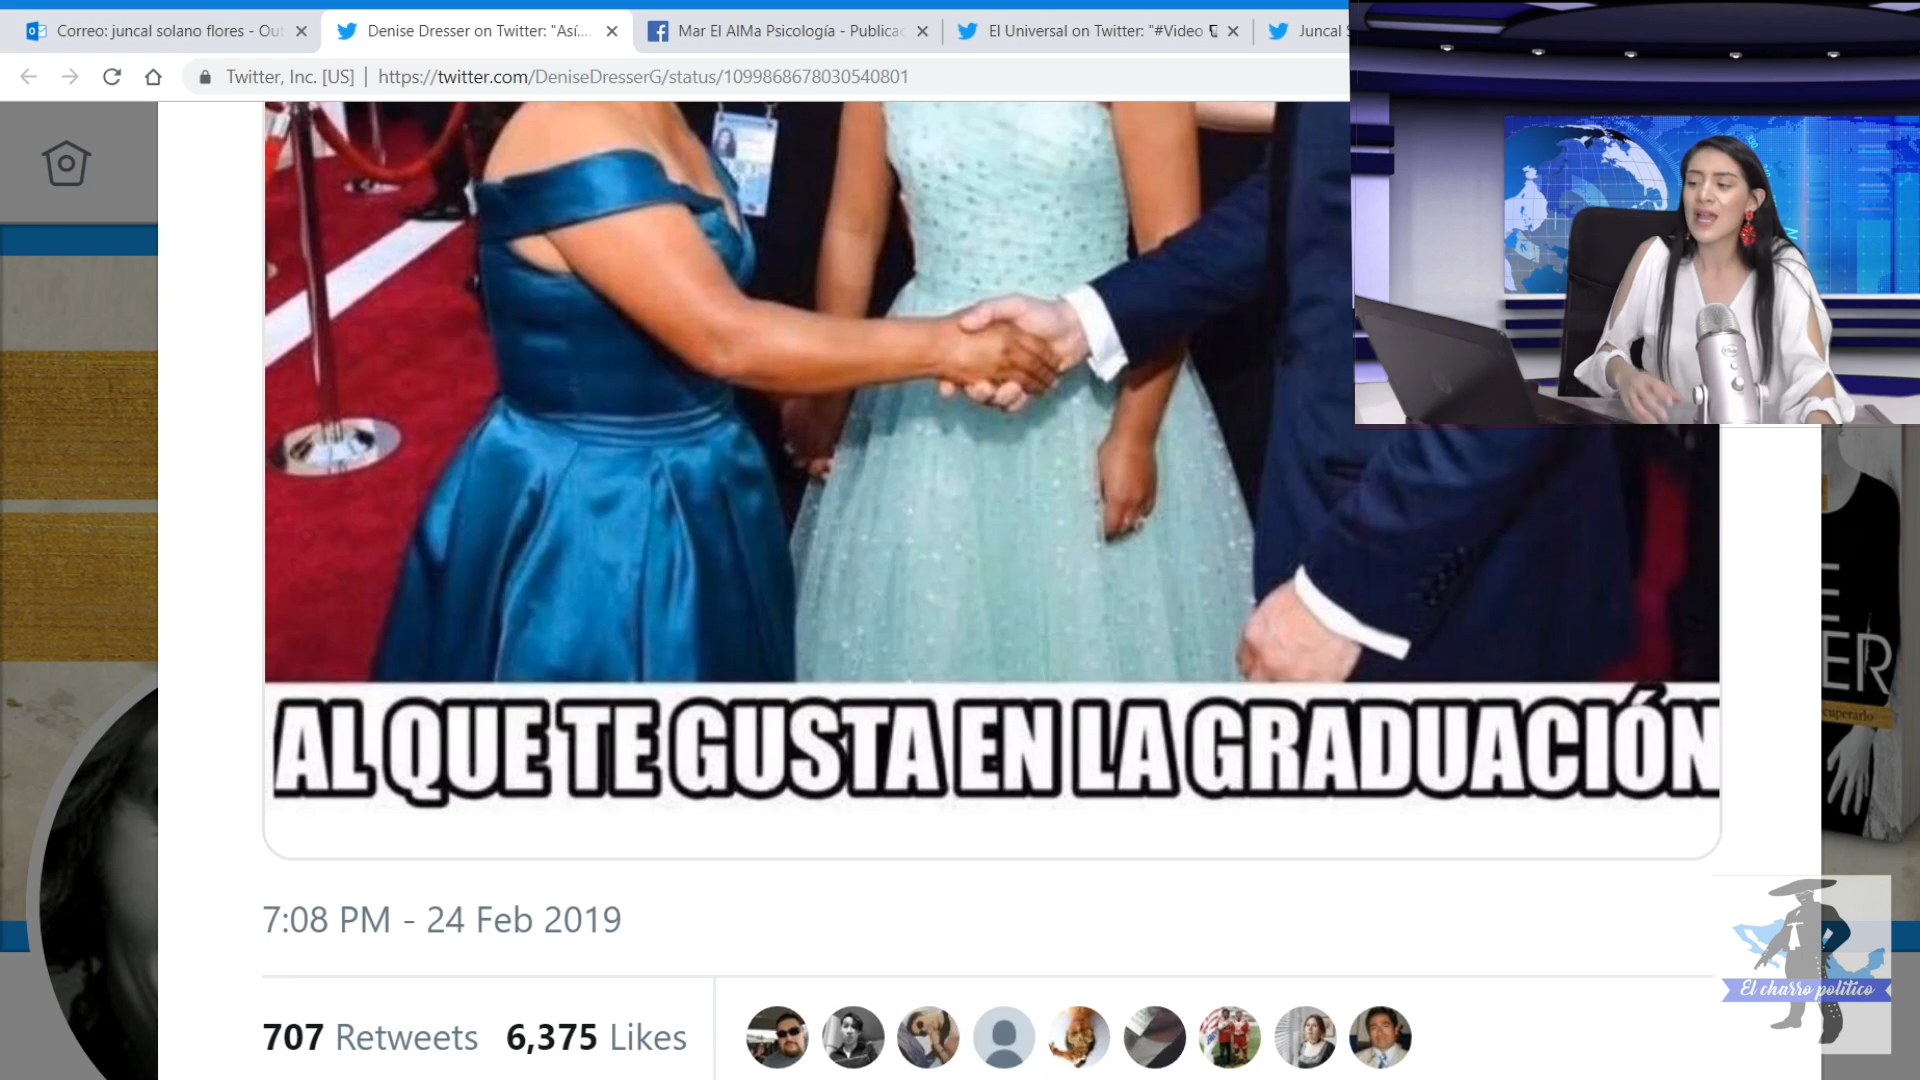 Correo: juncal solano flores - Out
Denise Dresser on Twitter: "Así...
Mar El AlMa Psicología - Publicac
El Universal on Twitter: "#Video
Juncal S
Twitter, Inc. [US] | https://twitter.com/DeniseDresserG/status/1099868678030540801
AL QUE TE GUSTA EN LA GRADUACIÓN
7:08 PM - 24 Feb 2019
707 Retweets 6,375 Likes
El charro político
E
ER
cuperarlo
N